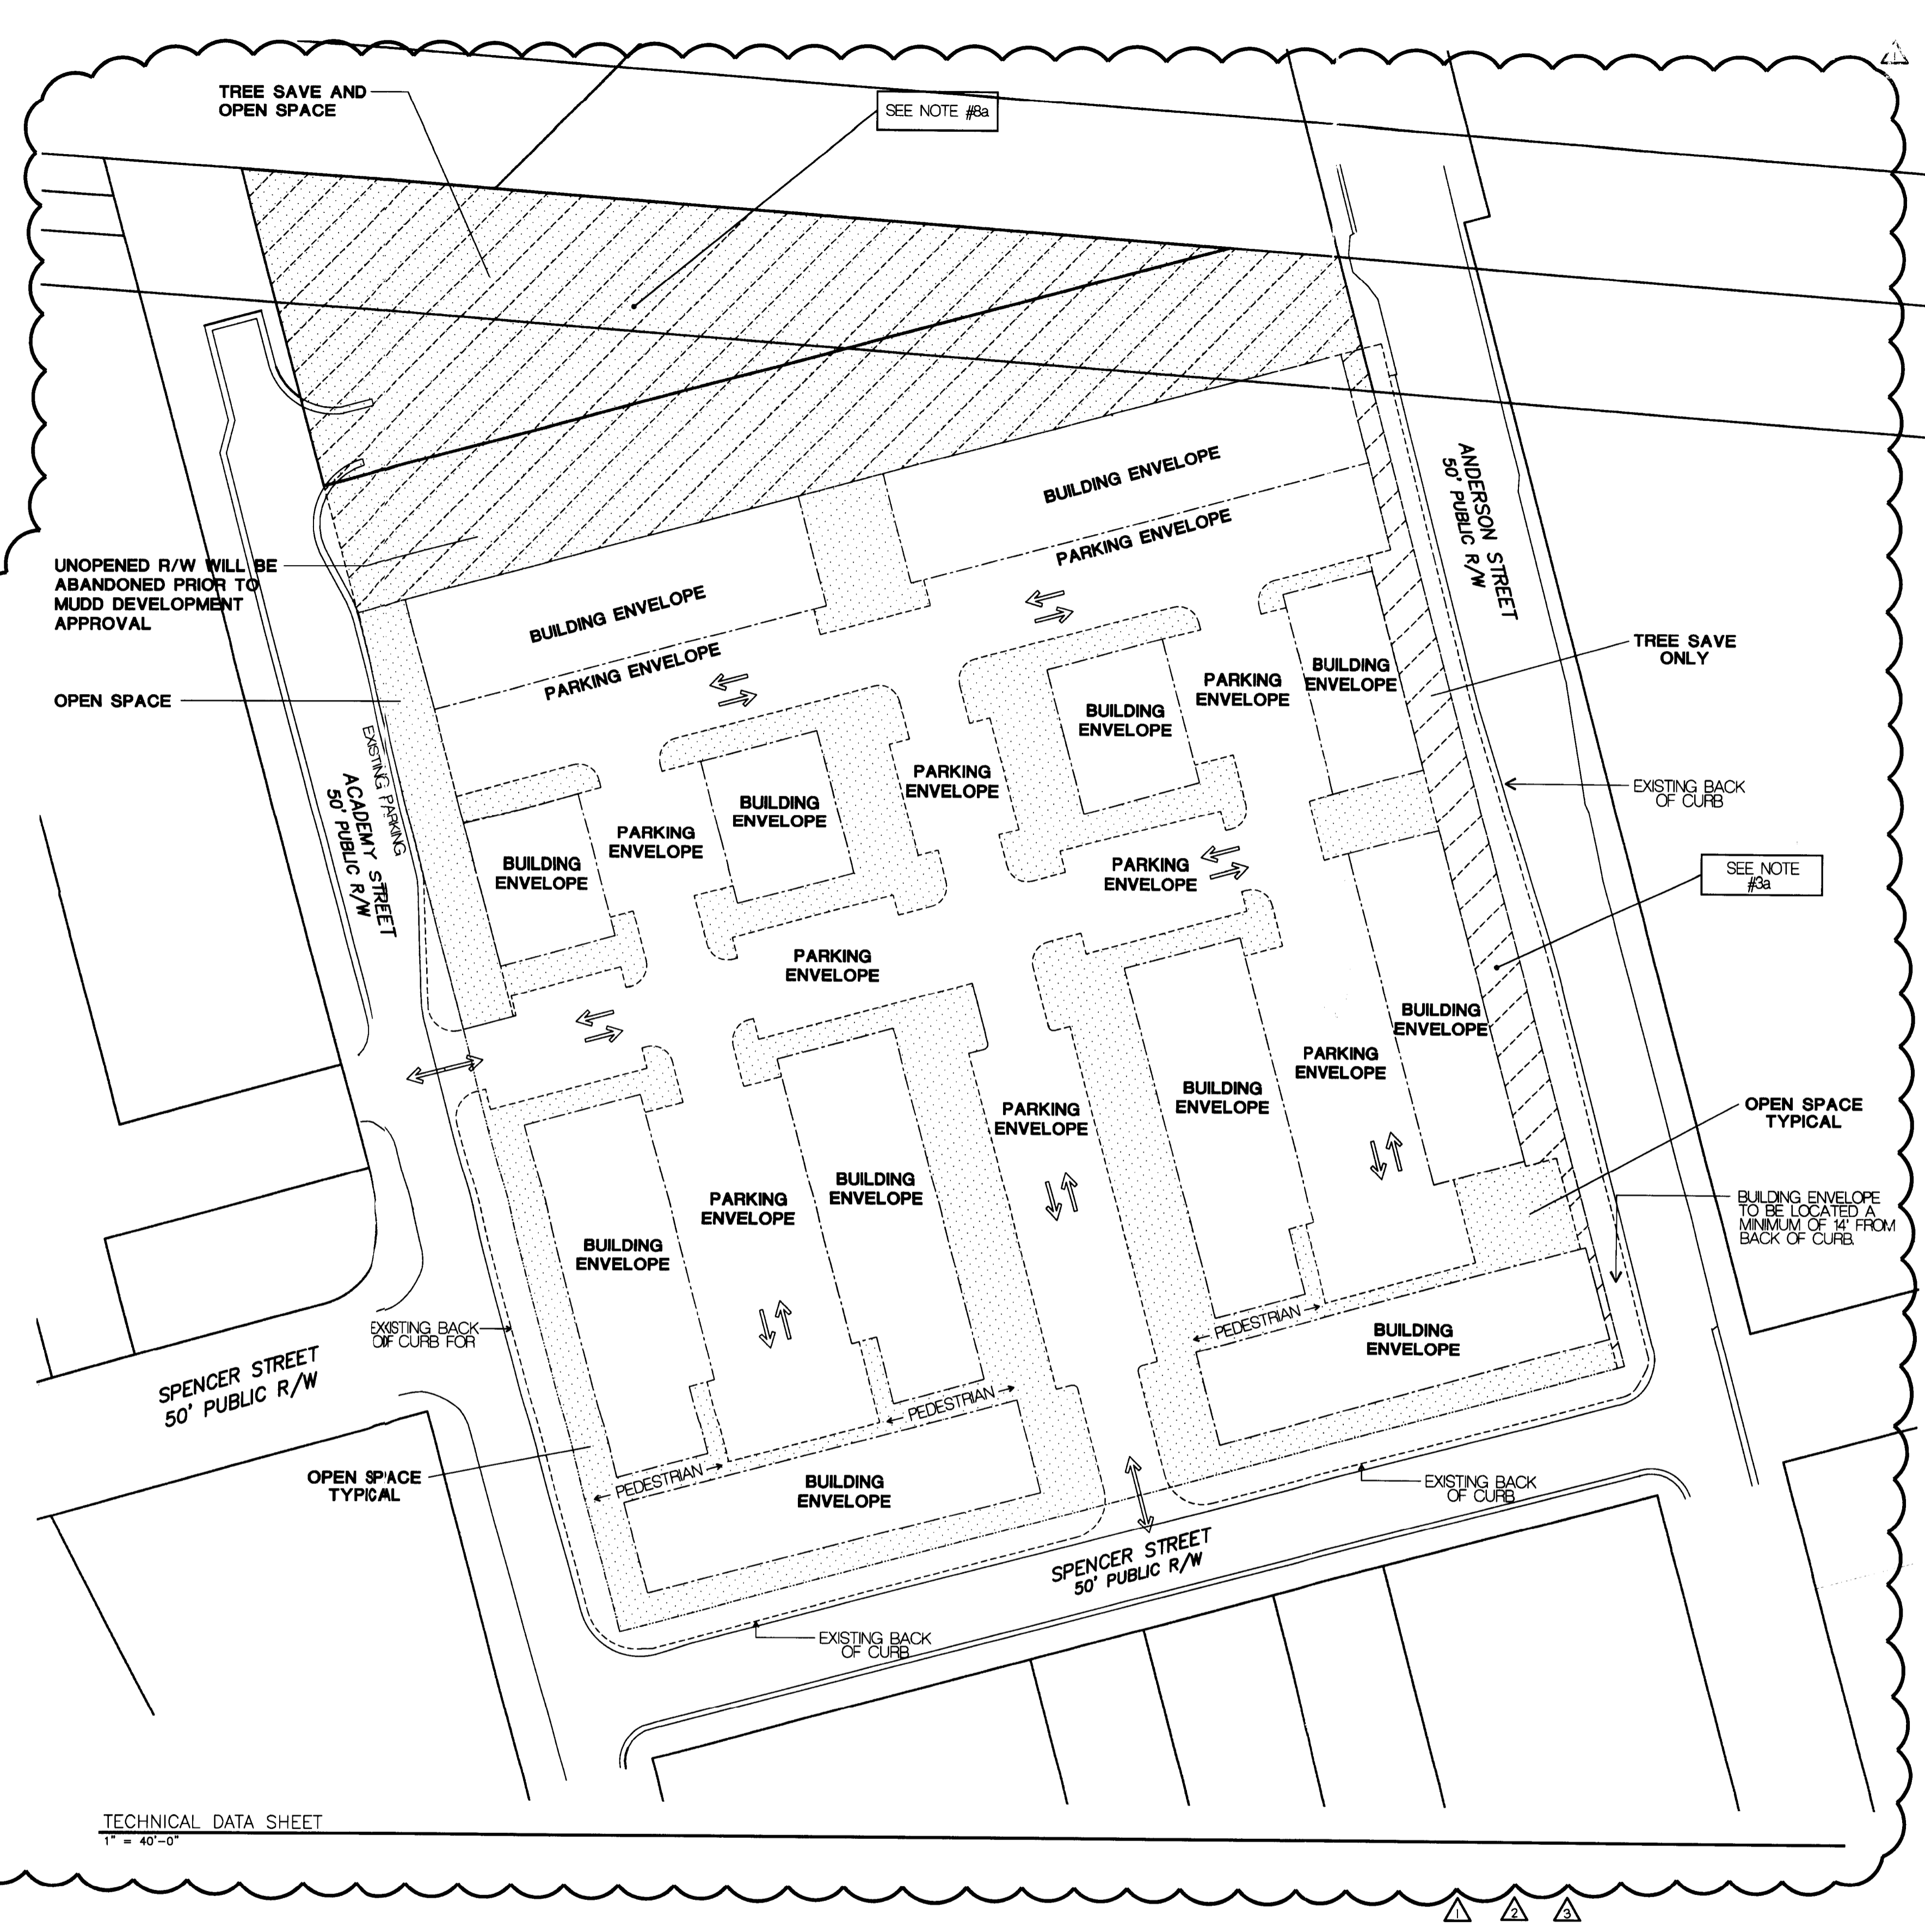 TREE SAVE AND
OPEN SPACE
SEE NOTE #8a
UNOPENED R/W WILL BE
ABANDONED PRIOR TO
MUDD DEVELOPMENT
APPROVAL
OPEN SPACE
BUILDING ENVELOPE
PARKING ENVELOPE
BUILDING ENVELOPE
PARKING ENVELOPE
ANDERSON STREET
50' PUBLIC R/W
TREE SAVE
ONLY
EXISTING PARKING
ACADEMY STREET
50' PUBLIC R/W
BUILDING
ENVELOPE
PARKING
ENVELOPE
BUILDING
ENVELOPE
PARKING
ENVELOPE
BUILDING
ENVELOPE
PARKING
ENVELOPE
BUILDING
ENVELOPE
EXISTING BACK
OF CURB
PARKING
ENVELOPE
SEE NOTE
#3a
PARKING
ENVELOPE
BUILDING
ENVELOPE
PARKING
ENVELOPE
BUILDING
ENVELOPE
PARKING
ENVELOPE
BUILDING
ENVELOPE
PARKING
ENVELOPE
BUILDING
ENVELOPE
OPEN SPACE
TYPICAL
BUILDING ENVELOPE
TO BE LOCATED A
MINIMUM OF 14' FROM
BACK OF CURB.
EXISTING BACK
OF CURB FOR
SPENCER STREET
50' PUBLIC R/W
PEDESTRIAN
BUILDING
ENVELOPE
PEDESTRIAN
PEDESTRIAN
BUILDING
ENVELOPE
OPEN SPACE
TYPICAL
EXISTING BACK
OF CURB
SPENCER STREET
50' PUBLIC R/W
EXISTING BACK
OF CURB
TECHNICAL DATA SHEET
1" = 40'-0"
1
2
3